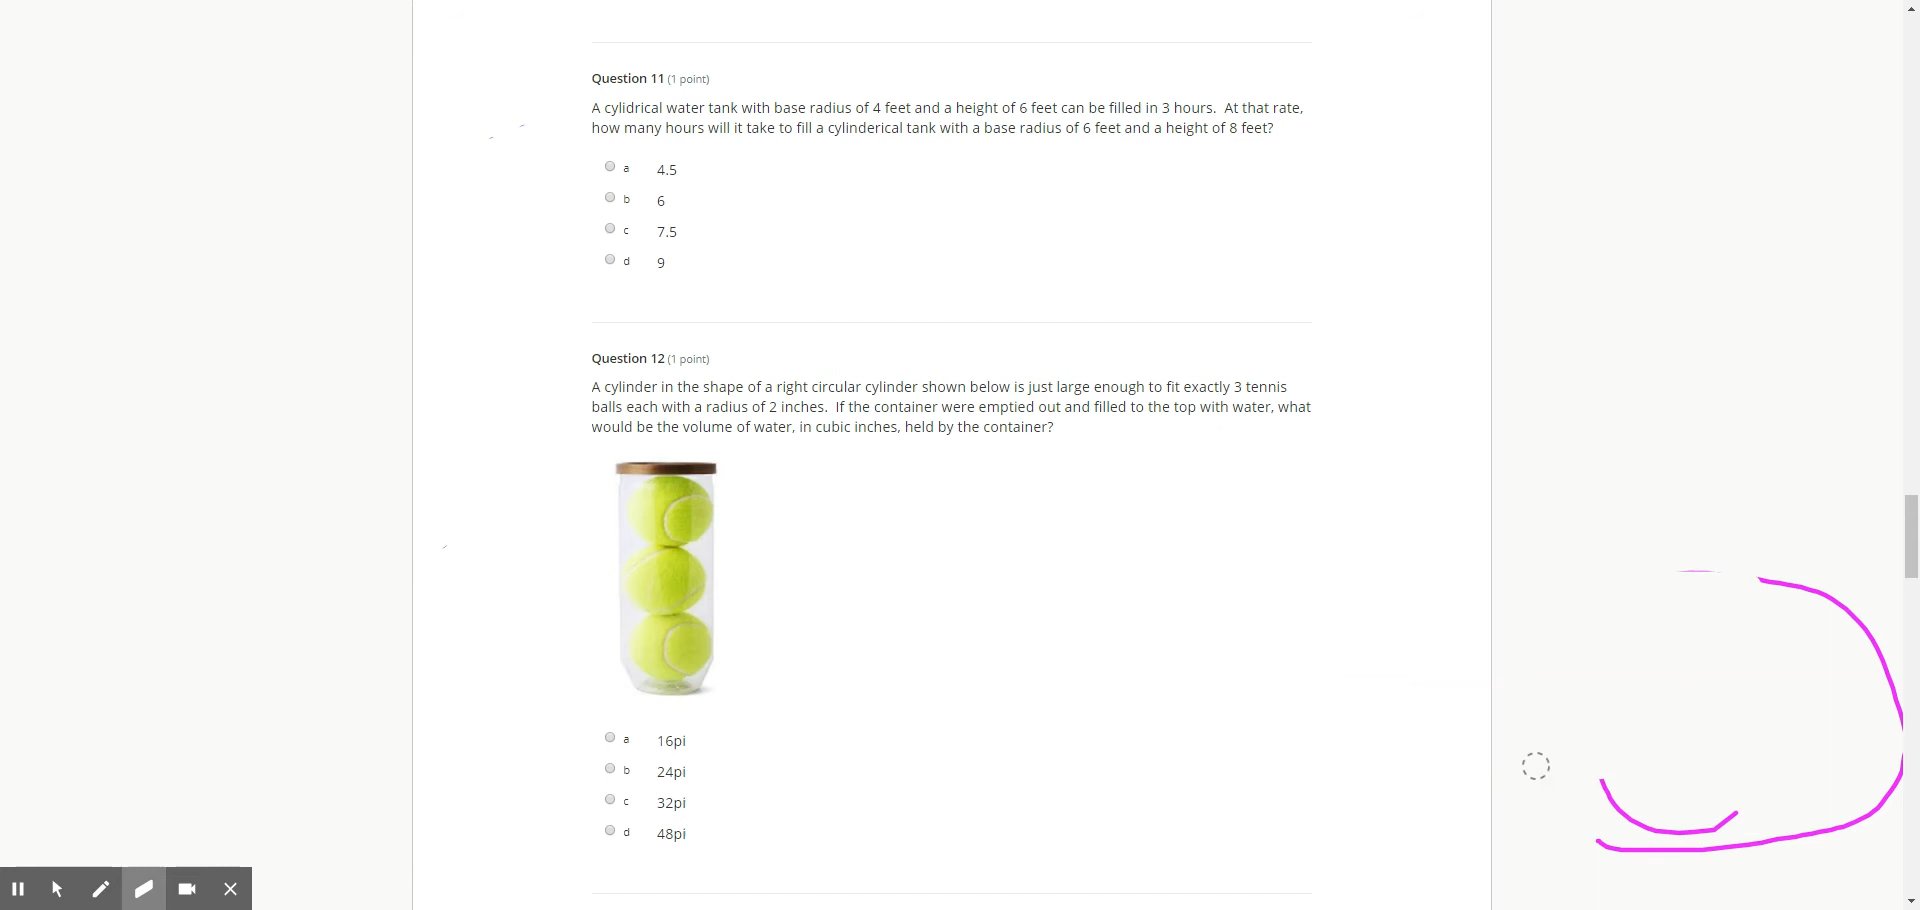 Question 11 (1 point)
A cylidrical water tank with base radius of 4 feet and a height of 6 feet can be filled in 3 hours.  At that rate,
how many hours will it take to fill a cylinderical tank with a base radius of 6 feet and a height of 8 feet?
a 4.5
b 6
c 7.5
d 9
Question 12 (1 point)
A cylinder in the shape of a right circular cylinder shown below is just large enough to fit exactly 3 tennis
balls each with a radius of 2 inches.  If the container were emptied out and filled to the top with water, what
would be the volume of water, in cubic inches, held by the container?
a 16pi
b 24pi
c 32pi
d 48pi